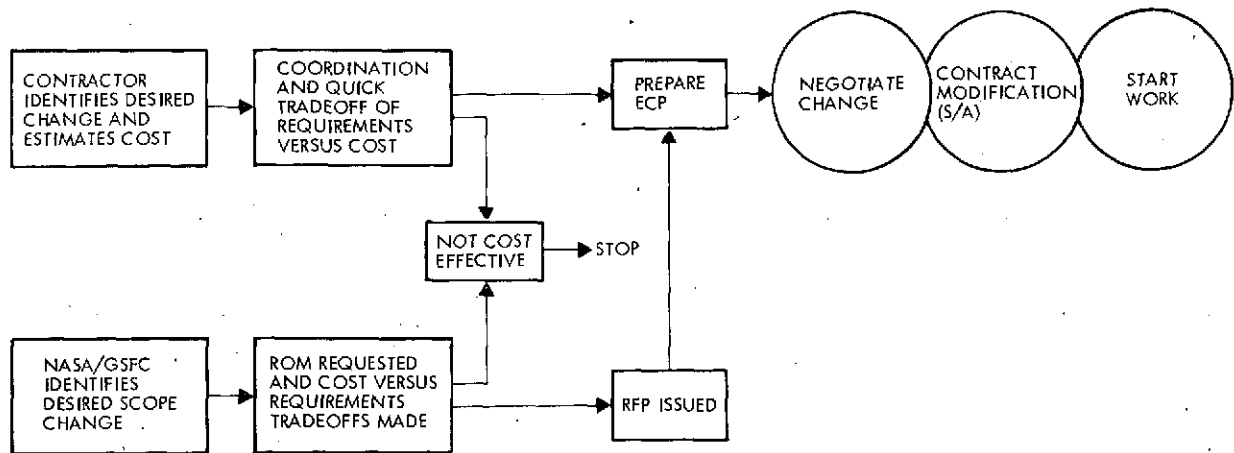 CONTRACTOR
IDENTIFIES DESIRED
CHANGE AND
ESTIMATES COST
COORDINATION
AND QUICK
TRADEOFF OF
REQUIREMENTS
VERSUS COST
PREPARE
ECP
NEGOTIATE
CHANGE
CONTRACT
MODIFICATION
(S/A)
START
WORK
NOT COST
EFFECTIVE
STOP
NASA/GSFC
IDENTIFIES
DESIRED SCOPE
CHANGE
ROM REQUESTED
AND COST VERSUS
REQUIREMENTS
TRADEOFFS MADE
RFP ISSUED